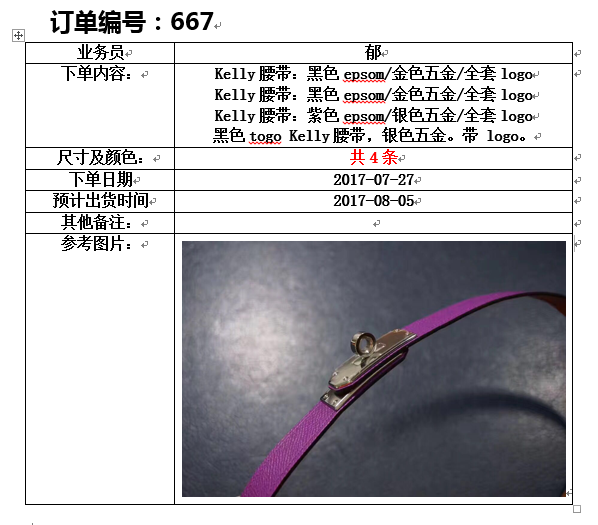 订单编号：667
业务员 郁
下单内容： Kelly 腰带：黑色 epsom/金色五金/全套 logo
Kelly 腰带：黑色 epsom/金色五金/全套 logo
Kelly 腰带：紫色 epsom/银色五金/全套 logo
黑色 togo Kelly 腰带，银色五金。带 logo。
尺寸及颜色： 共 4 条
下单日期 2017-07-27
预计出货时间 2017-08-05
其他备注：
参考图片：